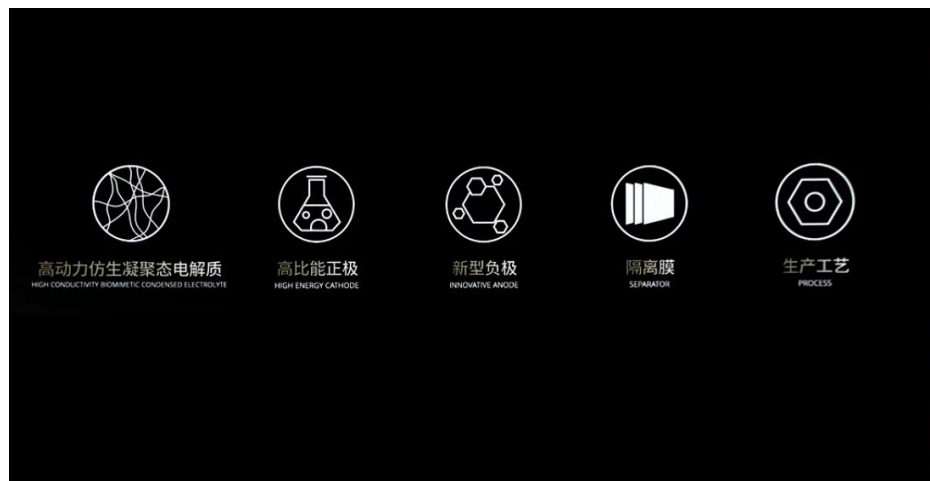 高动力仿生凝聚态电解质
HIGH CONDUCTIVITY BIOMIMETIC CONDENSED ELECTROLYTE
高比能正极
HIGH ENERGY CATHODE
新型负极
INNOVATIVE ANODE
隔离膜
SEPARATOR
生产工艺
PROCESS